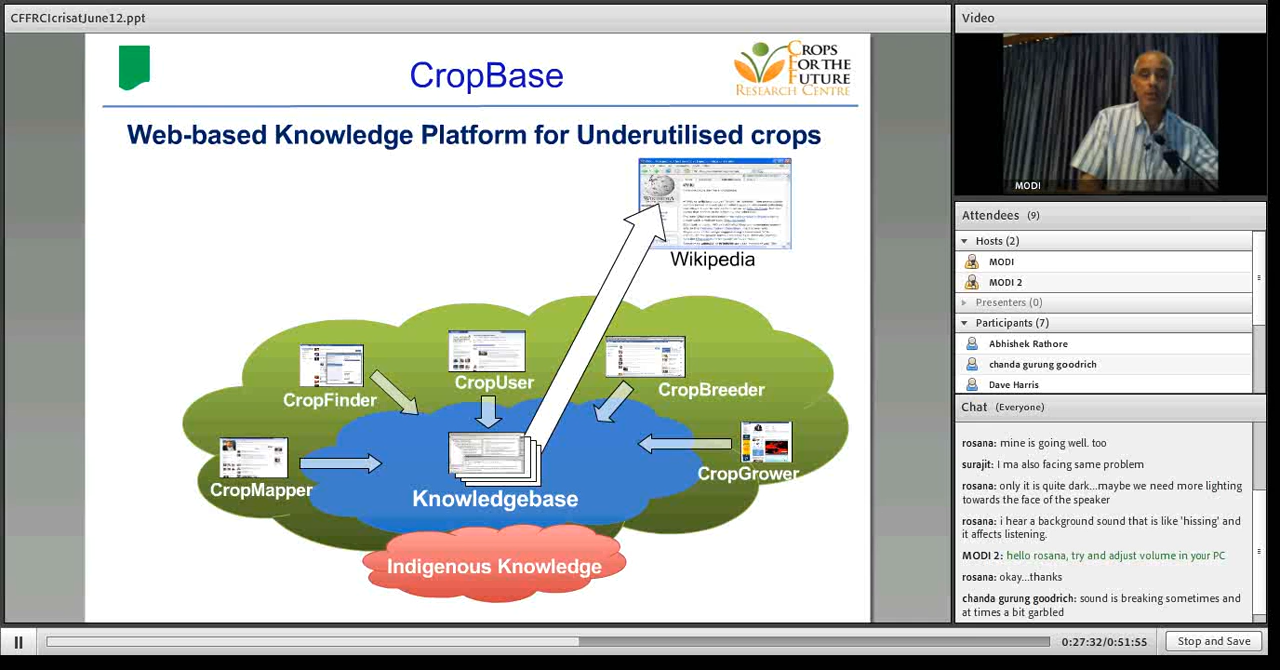 CFFRCIcrisatJune12.ppt
CropBase
CROPS
FOR THE
FUTURE
RESEARCH CENTRE
Web-based Knowledge Platform for Underutilised crops
Wikipedia
CropFinder
CropUser
CropBreeder
CropMapper
CropGrower
Knowledgebase
Indigenous Knowledge
Video
MODI
Attendees (9)
Hosts (2)
MODI
MODI 2
Presenters (0)
Participants (7)
Abhishek Rathore
chanda gurung goodrich
Dave Harris
Chat (Everyone)
rosana: mine is going well. too
surajit: I ma also facing same problem
rosana: only it is quite dark...maybe we need more lighting
towards the face of the speaker
rosana: i hear a background sound that is like 'hissing' and
it affects listening.
MODI 2: hello rosana, try and adjust volume in your PC
rosana: okay...thanks
chanda gurung goodrich: sound is breaking sometimes and
at times a bit garbled
0:27:32/0:51:55
Stop and Save